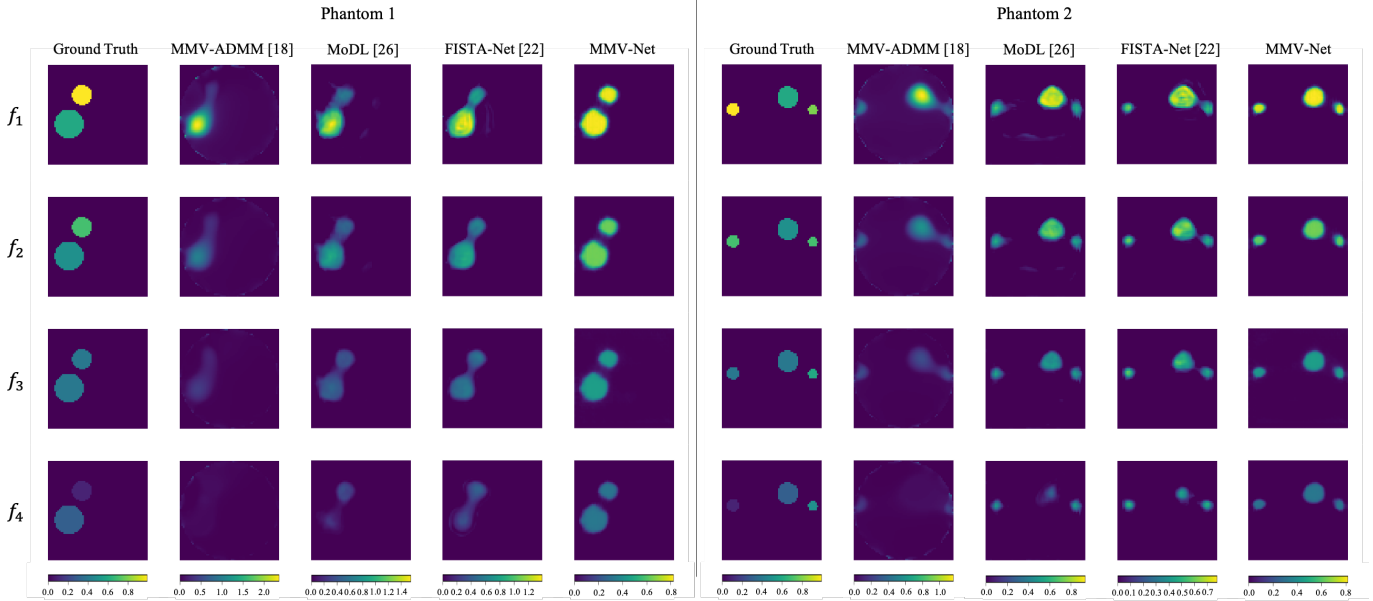 Phantom 1 Phantom 2
Ground Truth MMV-ADMM [18] MoDL [26] FISTA-Net [22] MMV-Net Ground Truth MMV-ADMM [18] MoDL [26] FISTA-Net [22] MMV-Net
f₁
f₂
f₃
f₄
0.0 0.2 0.4 0.6 0.8 0.0 0.5 1.0 1.5 2.0 0.0 0.2 0.4 0.6 0.8 1.0 1.2 1.4 0.0 0.2 0.4 0.6 0.8 1.0 1.2 0.0 0.2 0.4 0.6 0.8 0.0 0.2 0.4 0.6 0.8 0.0 0.2 0.4 0.6 0.8 1.0 0.0 0.2 0.4 0.6 0.8 0.0 0.1 0.2 0.3 0.4 0.5 0.6 0.7 0.0 0.2 0.4 0.6 0.8